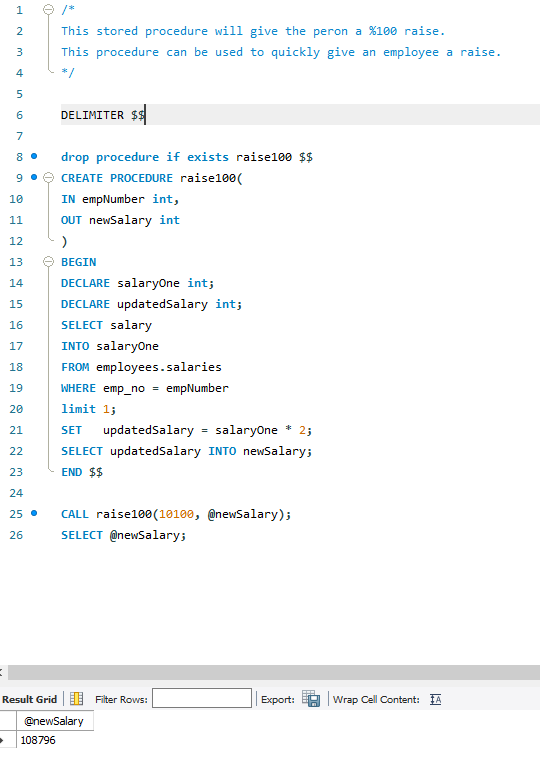 1 /*
2 This stored procedure will give the peron a %100 raise.
3 This procedure can be used to quickly give an employee a raise.
4 */
5
6 DELIMITER $$
7
8 drop procedure if exists raise100 $$
9 CREATE PROCEDURE raise100(
10 IN empNumber int,
11 OUT newSalary int
12 )
13 BEGIN
14 DECLARE salaryOne int;
15 DECLARE updatedSalary int;
16 SELECT salary
17 INTO salaryOne
18 FROM employees.salaries
19 WHERE emp_no = empNumber
20 limit 1;
21 SET updatedSalary = salaryOne * 2;
22 SELECT updatedSalary INTO newSalary;
23 END $$
24
25 CALL raise100(10100, @newSalary);
26 SELECT @newSalary;
Result Grid Filter Rows: Export: Wrap Cell Content:
@newSalary
108796